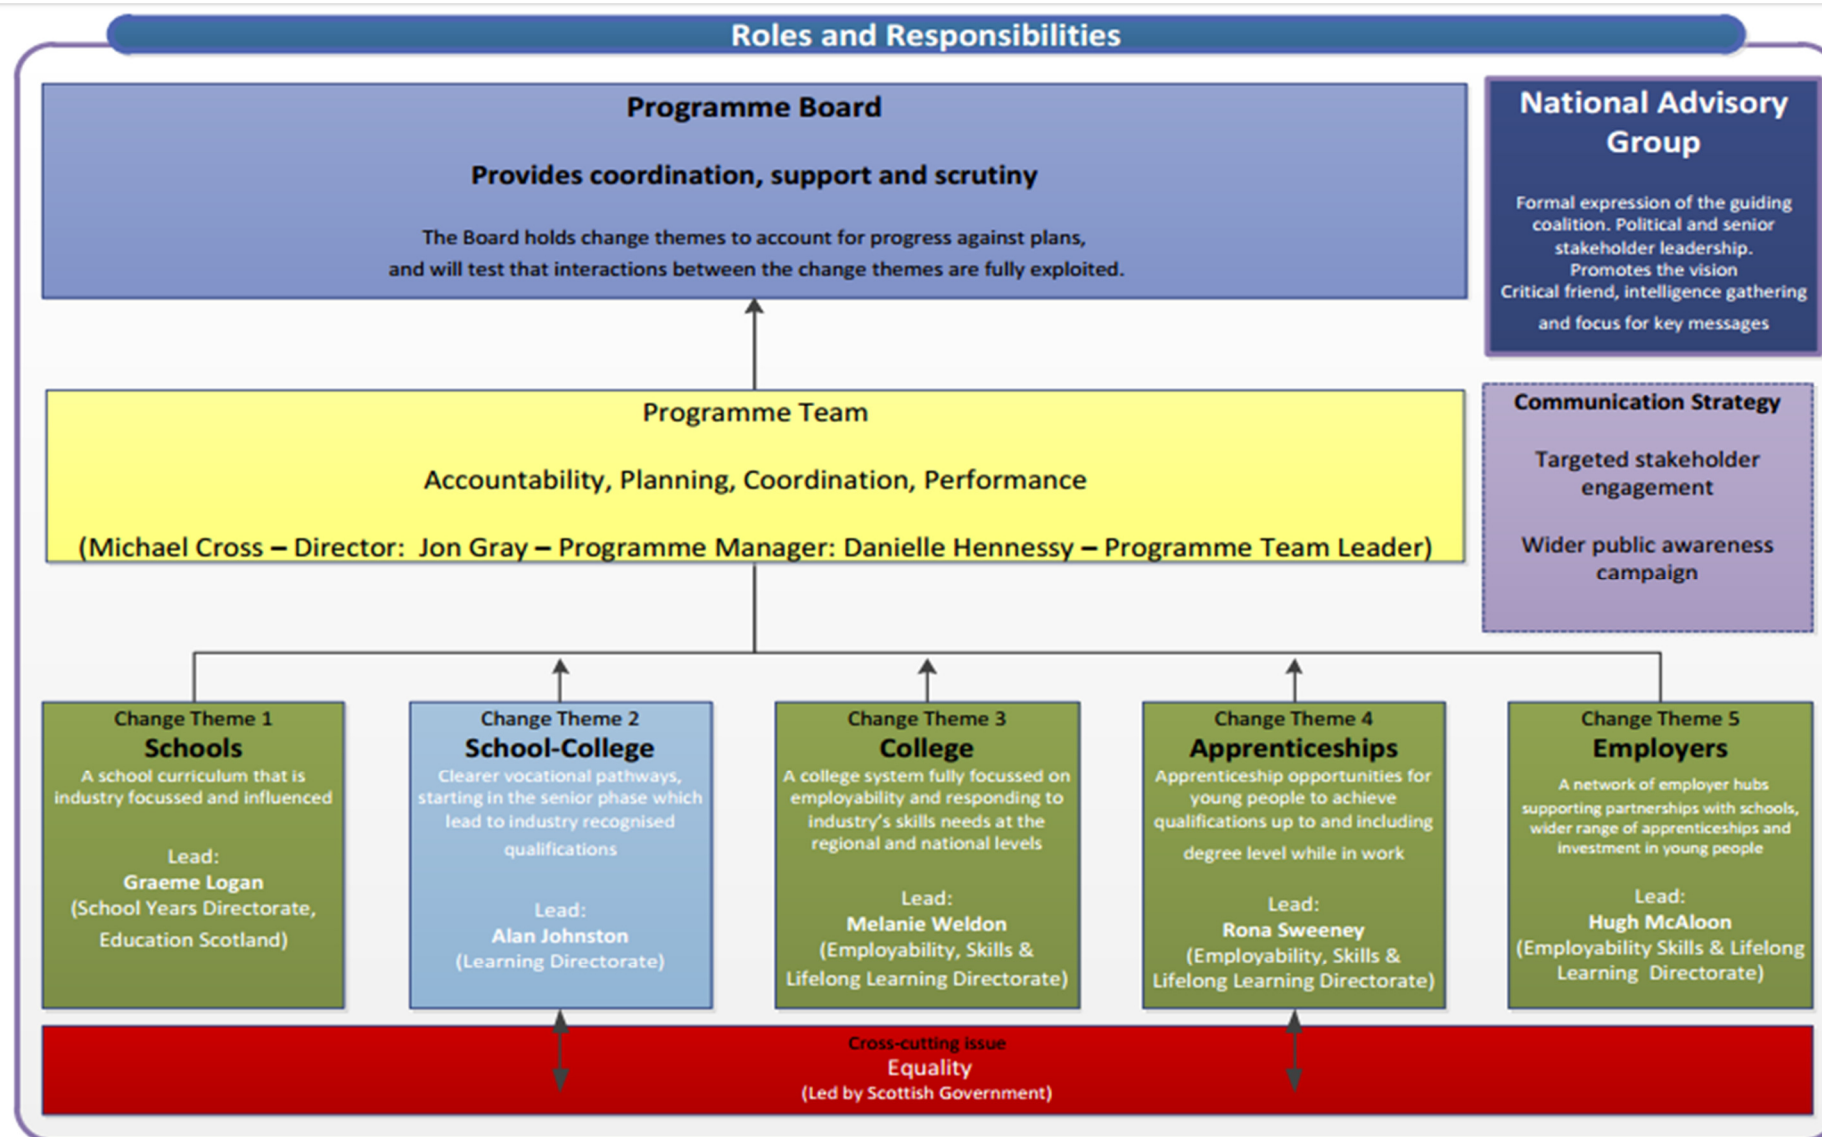 Roles and Responsibilities
Programme Board
Provides coordination, support and scrutiny
The Board holds change themes to account for progress against plans,
and will test that interactions between the change themes are fully exploited.
National Advisory
Group
Formal expression of the guiding
coalition. Political and senior
stakeholder leadership.
Promotes the vision
Critical friend, intelligence gathering
and focus for key messages
Programme Team
Accountability, Planning, Coordination, Performance
(Michael Cross – Director:  Jon Gray – Programme Manager: Danielle Hennessy – Programme Team Leader)
Communication Strategy
Targeted stakeholder
engagement
Wider public awareness
campaign
Change Theme 1
Schools
A school curriculum that is
industry focussed and influenced
Lead:
Graeme Logan
(School Years Directorate,
Education Scotland)
Change Theme 2
School-College
Clearer vocational pathways,
starting in the senior phase which
lead to industry recognised
qualifications
Lead:
Alan Johnston
(Learning Directorate)
Change Theme 3
College
A college system fully focussed on
employability and responding to
industry's skills needs at the
regional and national levels
Lead:
Melanie Weldon
(Employability, Skills &
Lifelong Learning Directorate)
Change Theme 4
Apprenticeships
Apprenticeship opportunities for
young people to achieve
qualifications up to and including
degree level while in work
Lead:
Rona Sweeney
(Employability, Skills &
Lifelong Learning Directorate)
Change Theme 5
Employers
A network of employer hubs
supporting partnerships with schools,
wider range of apprenticeships and
investment in young people
Lead:
Hugh McAloon
(Employability Skills & Lifelong
Learning  Directorate)
Cross-cutting issue
Equality
(Led by Scottish Government)